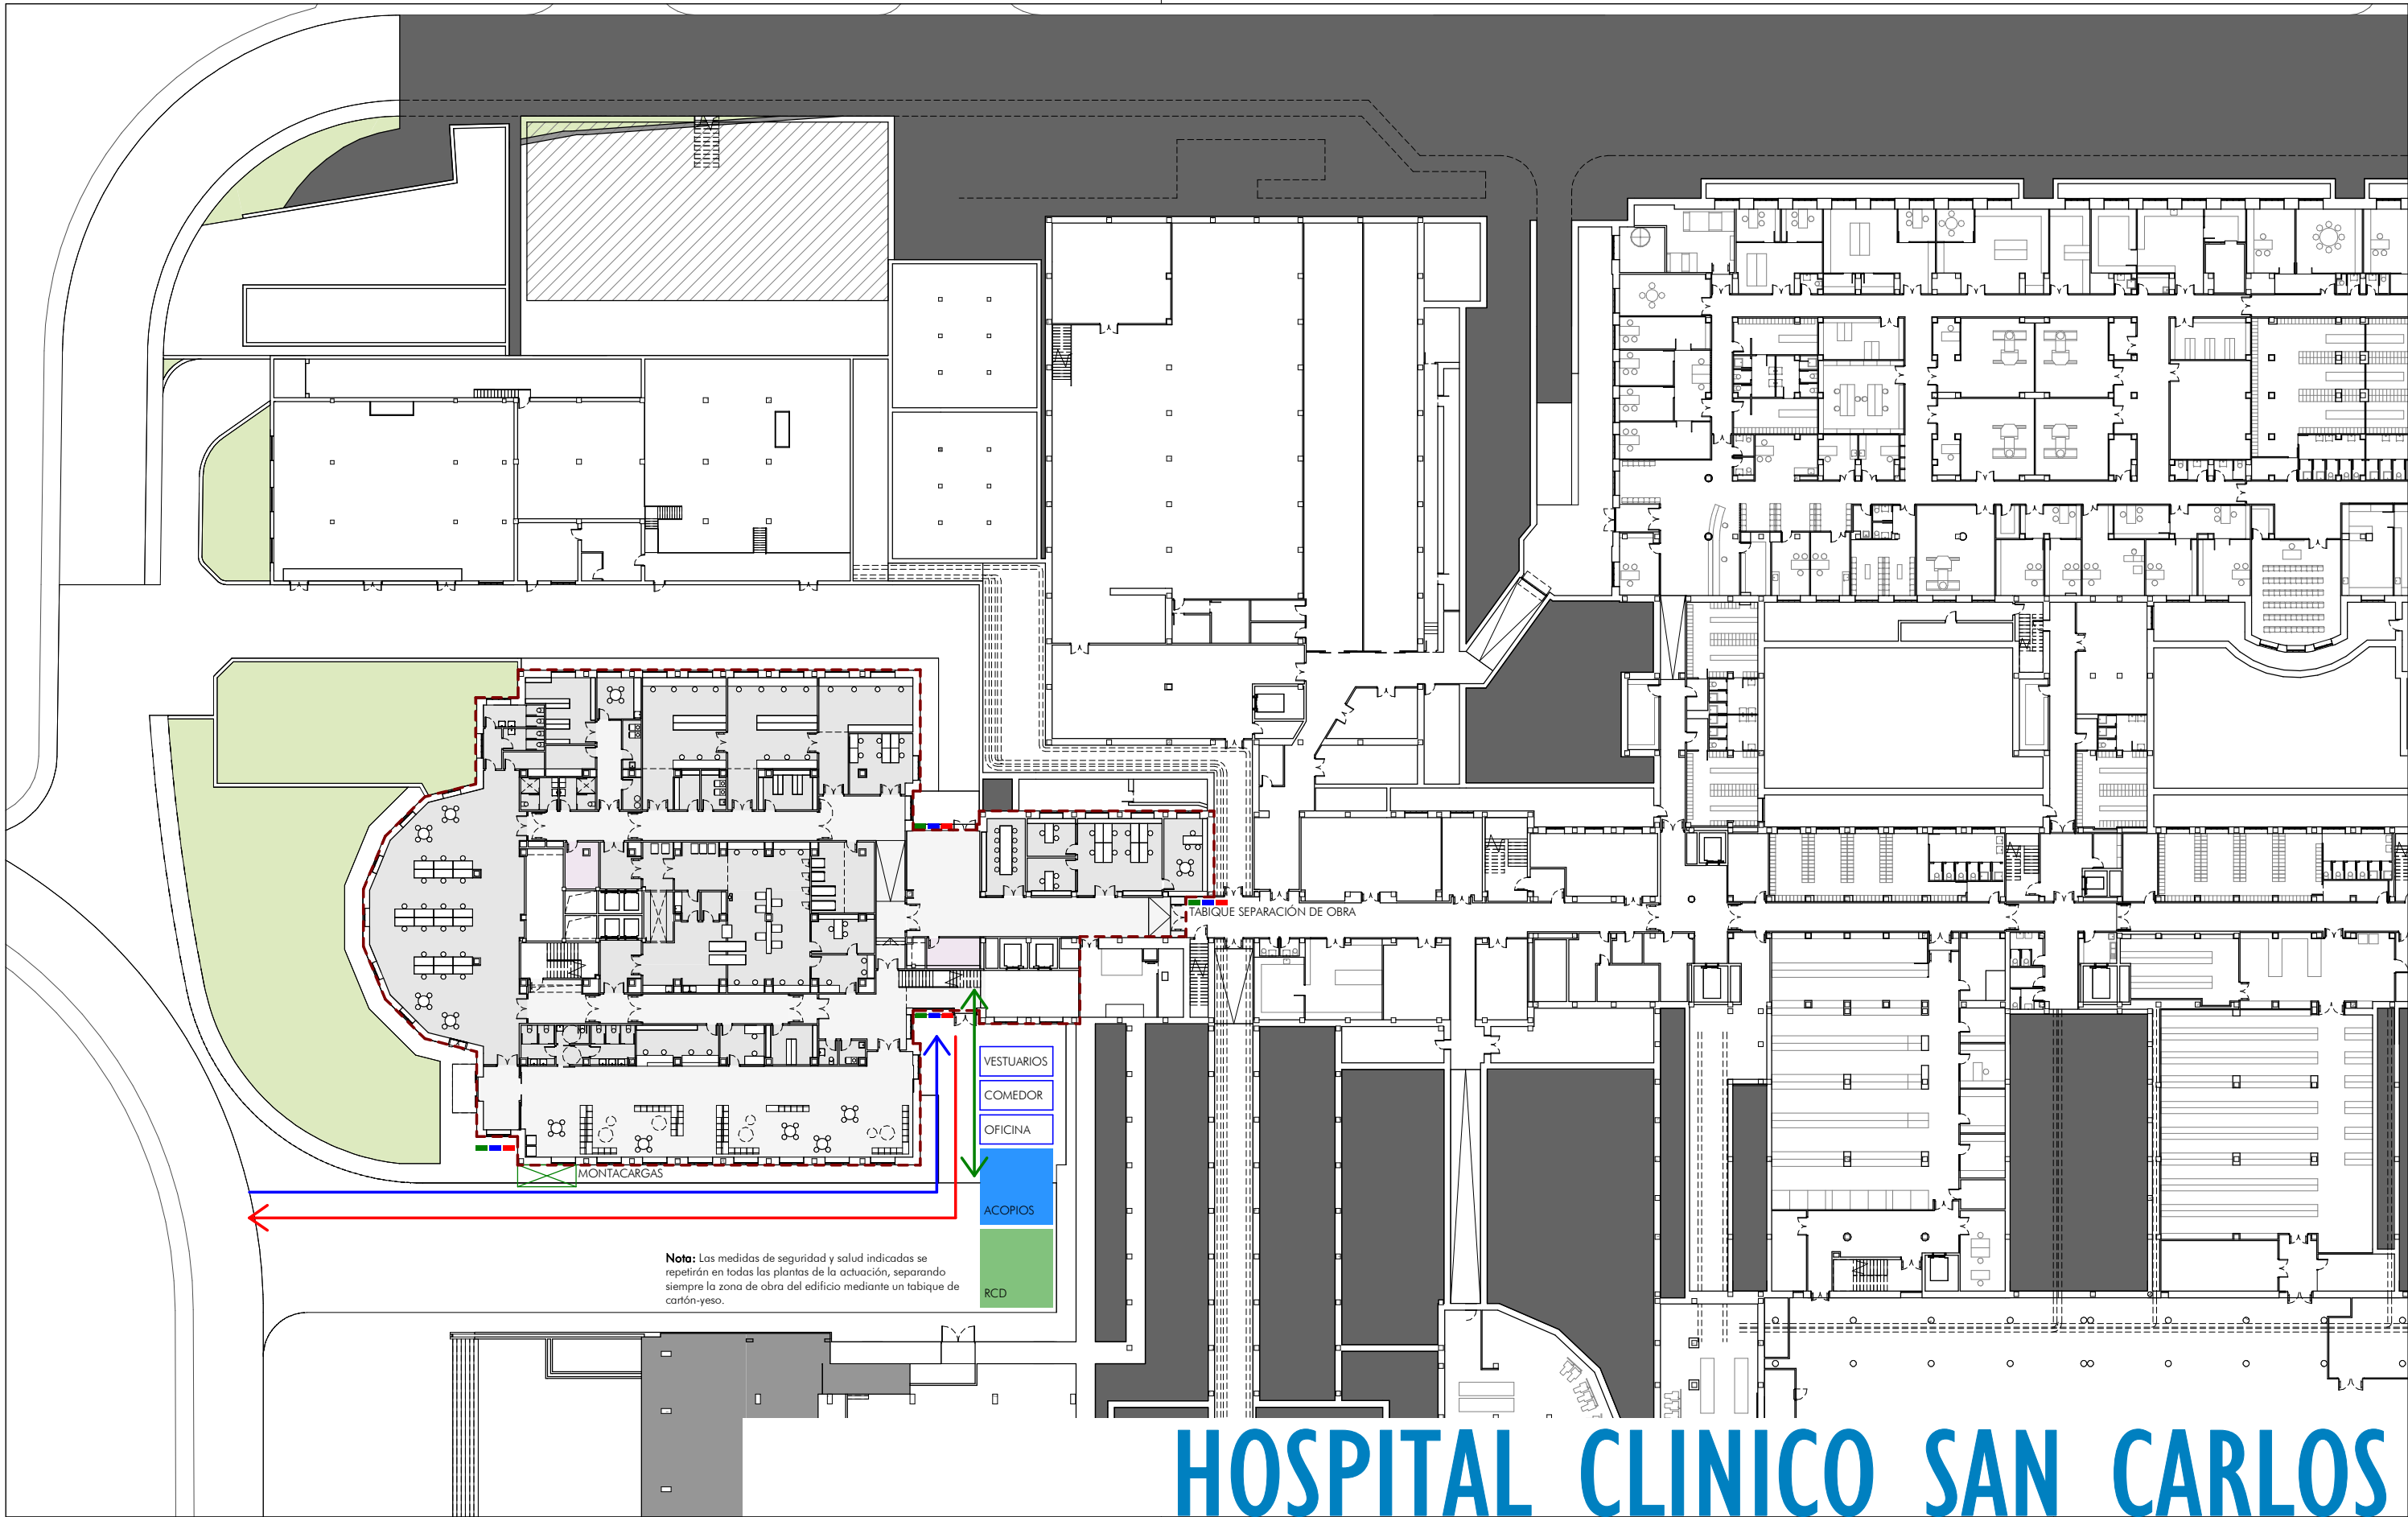 TABIQUE SEPARACIÓN DE OBRA
VESTUARIOS
COMEDOR
OFICINA
MONTACARGAS
ACOPIOS
Nota: Las medidas de seguridad y salud indicadas se
repetirán en todas las plantas de la actuación, separando
siempre la zona de obra del edificio mediante un tabique de
cartón-yeso.
RCD
HOSPITAL CLINICO SAN CARLOS